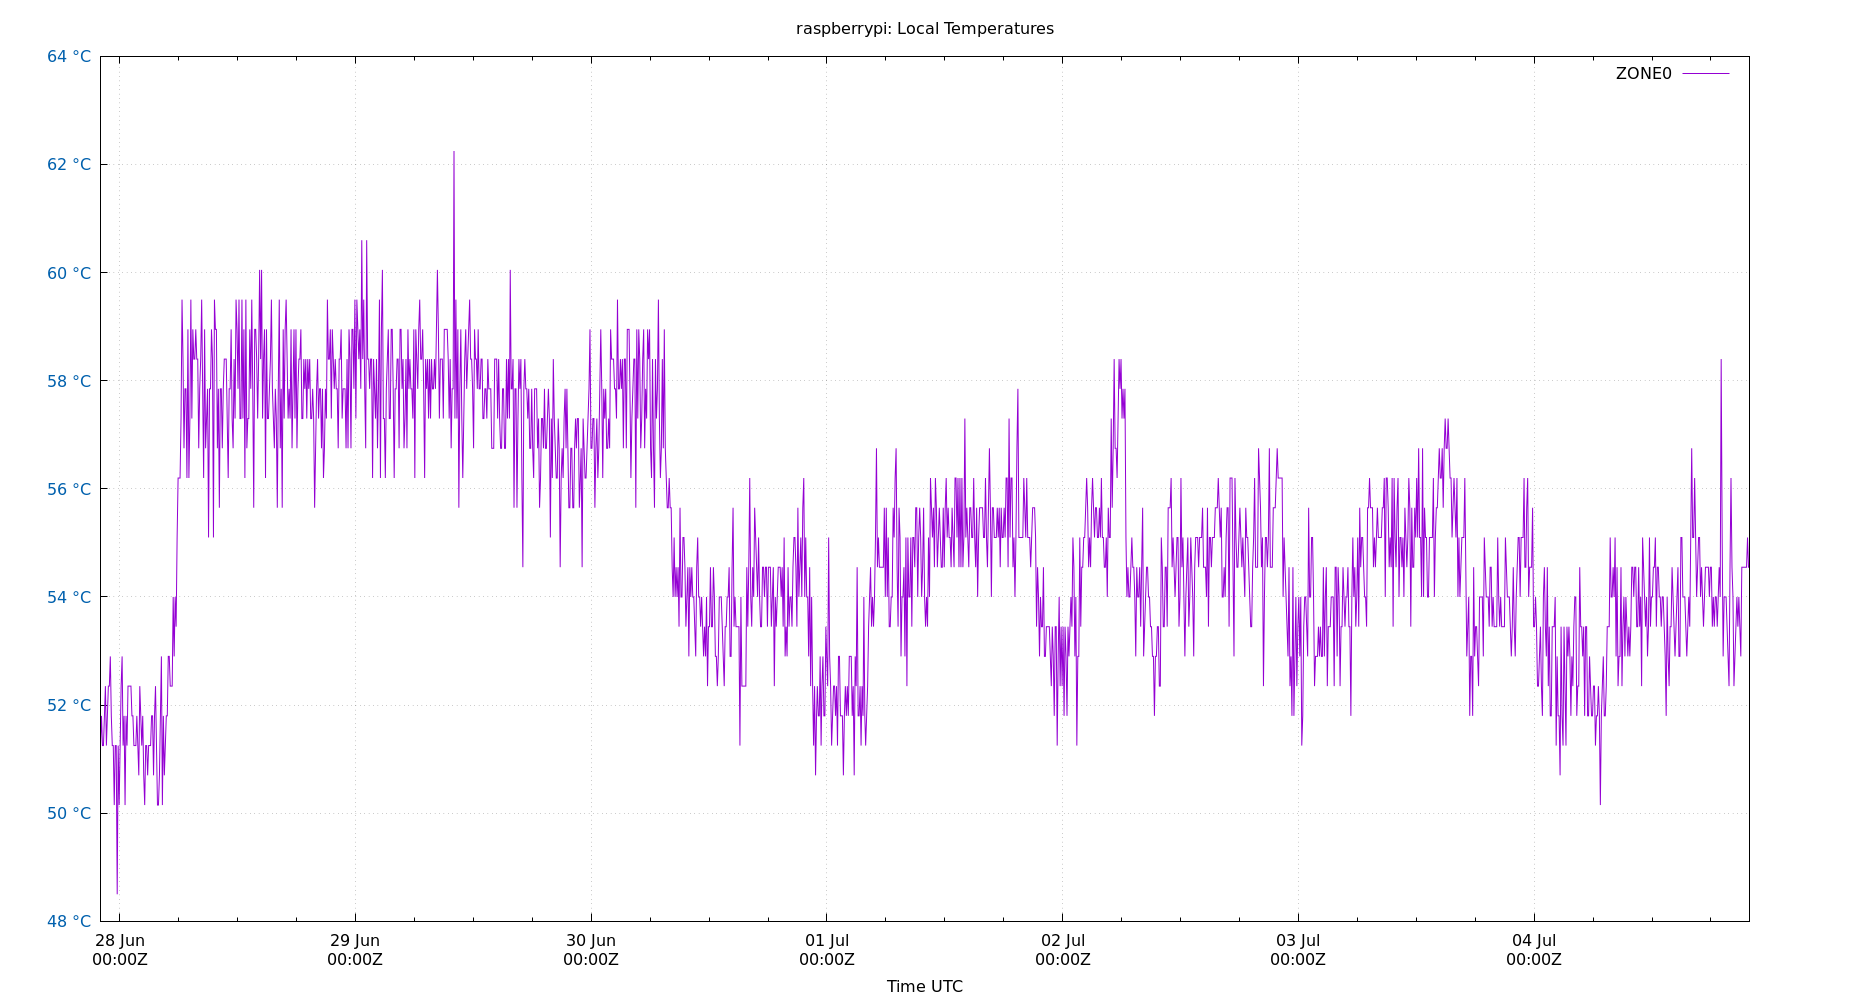 raspberrypi: Local Temperatures
64 °C
ZONE0
62 °C
60 °C
58 °C
56 °C
54 °C
52 °C
50 °C
48 °C
28 Jun 29 Jun 30 Jun 01 Jul 02 Jul 03 Jul 04 Jul
00:00Z 00:00Z 00:00Z 00:00Z 00:00Z 00:00Z 00:00Z
Time UTC